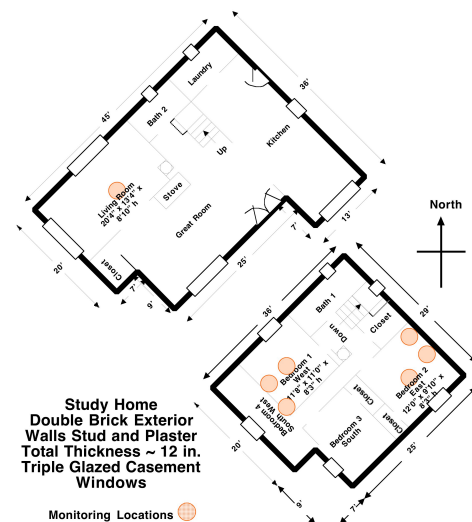 45'
36'
Laundry
Bath 2
Up
Kitchen
Living Room
20'4" x 13'4" x
8'10" h
Stove
Great Room
Closet
20'
7'
9'
25'
7'
13'
North
36'
29'
Bath 1
Down
Closet
Bedroom 1
West
11'8" x 11'0" x
8'3" h
Bedroom 4
South West
Bedroom 2
East
12'0" x 9'10" x
8'3" h
Closet
Closet
Bedroom 3
South
20'
9'
7'
25'
Study Home
Double Brick Exterior
Walls Stud and Plaster
Total Thickness ~ 12 in.
Triple Glazed Casement
Windows
Monitoring Locations